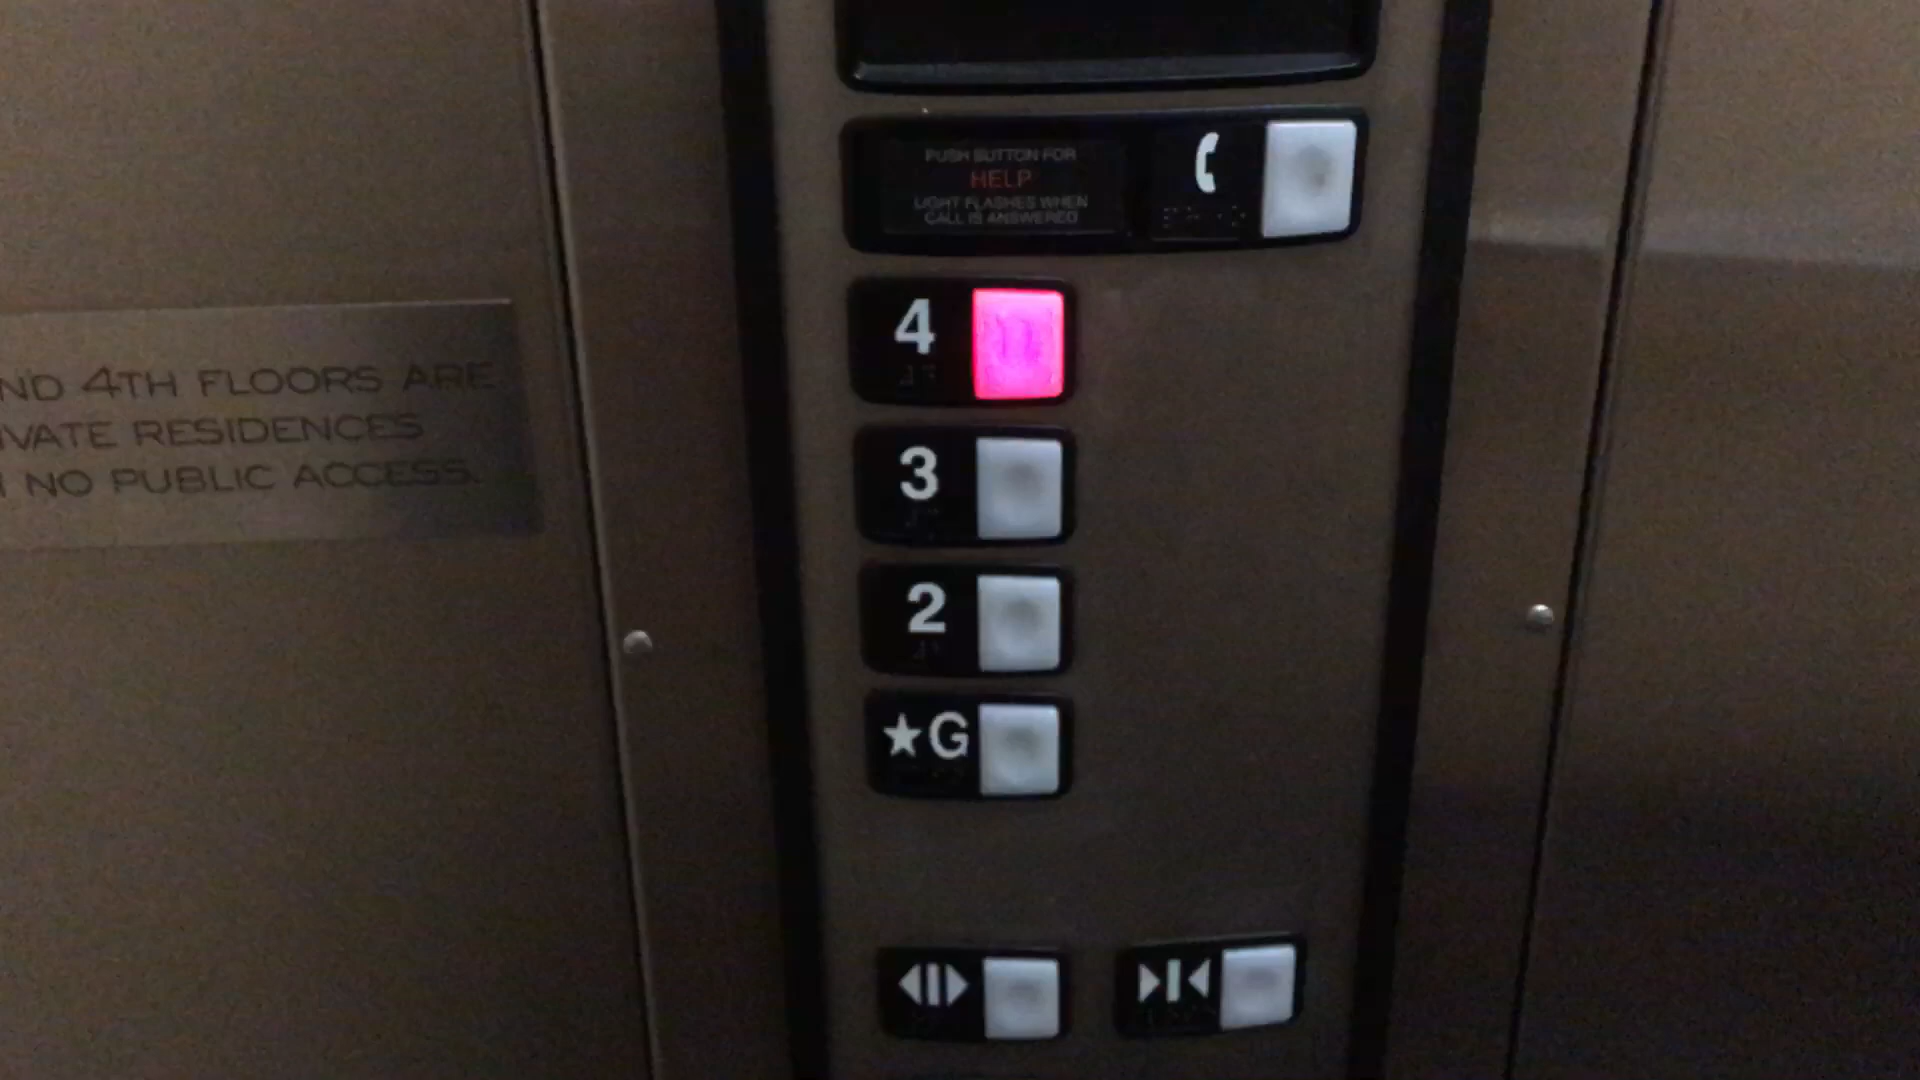 PUSH BUTTON FOR
HELP
LIGHT FLASHES WHEN
CALL IS ANSWERED
4
ND 4TH FLOORS ARE
IVATE RESIDENCES
NO PUBLIC ACCESS.
3
2
★G